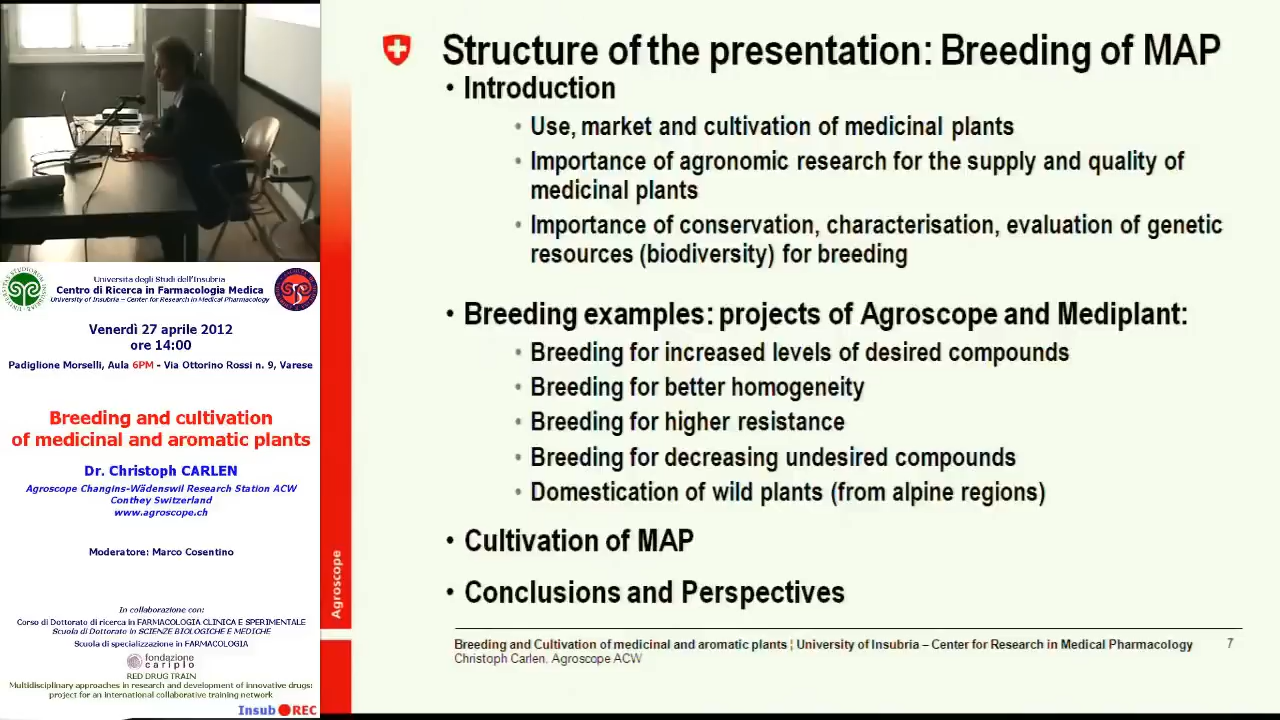 Università degli Studi dell'Insubria
Centro di Ricerca in Farmacologia Medica
University of Insubria – Center for Research in Medical Pharmacology
Venerdì 27 aprile 2012
ore 14:00
Padiglione Morselli, Aula 6PM - Via Ottorino Rossi n. 9, Varese
Breeding and cultivation
of medicinal and aromatic plants
Dr. Christoph CARLEN
Agroscope Changins-Wädenswil Research Station ACW
Conthey Switzerland
www.agroscope.ch
Moderatore: Marco Cosentino
In collaborazione con:
Corso di Dottorato di ricerca in FARMACOLOGIA CLINICA E SPERIMENTALE
Scuola di Dottorato in SCIENZE BIOLOGICHE E MEDICHE
Scuola di specializzazione in FARMACOLOGIA
fondazione
cariplo
RED DRUG TRAIN
Multidisciplinary approaches in research and development of innovative drugs:
project for an international collaborative training network
Insub REC
Agroscope
Structure of the presentation: Breeding of MAP
• Introduction
• Use, market and cultivation of medicinal plants
• Importance of agronomic research for the supply and quality of
medicinal plants
• Importance of conservation, characterisation, evaluation of genetic
resources (biodiversity) for breeding
• Breeding examples: projects of Agroscope and Mediplant:
• Breeding for increased levels of desired compounds
• Breeding for better homogeneity
• Breeding for higher resistance
• Breeding for decreasing undesired compounds
• Domestication of wild plants (from alpine regions)
• Cultivation of MAP
• Conclusions and Perspectives
Breeding and Cultivation of medicinal and aromatic plants ¦ University of Insubria – Center for Research in Medical Pharmacology 7
Christoph Carlen, Agroscope ACW